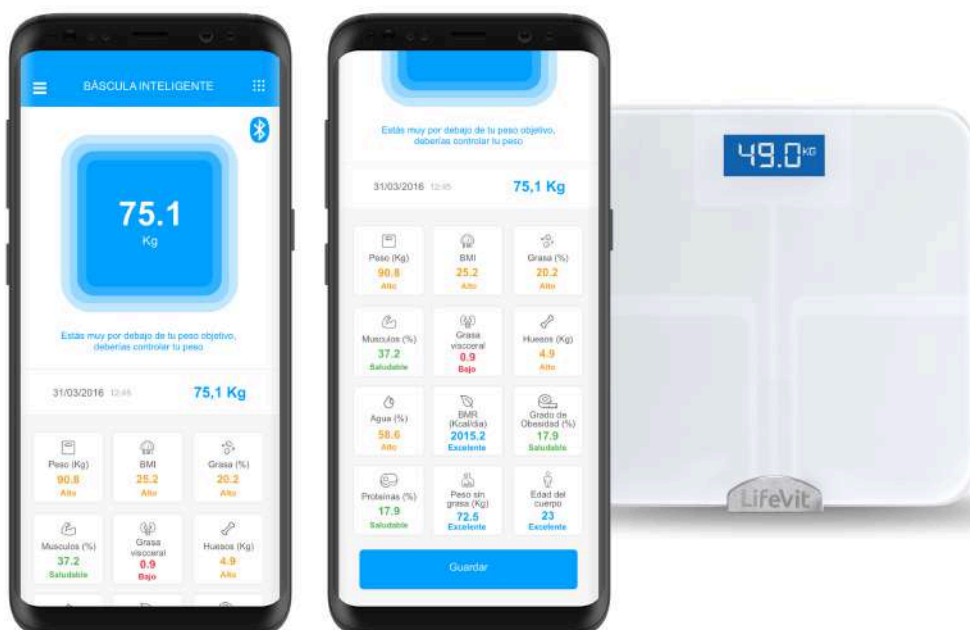 BÁSCULA INTELIGENTE
75.1
Kg
Estás muy por debajo de tu peso objetivo,
deberías controlar tu peso
31/03/2016 12:45 75,1 Kg
Peso (Kg)
90.8
Alto
BMI
25.2
Alto
Grasa (%)
20.2
Alto
Musculos (%)
37.2
Saludable
Grasa
visceral
0.9
Bajo
Huesos (Kg)
4.9
Alto
Estás muy por debajo de tu peso objetivo,
deberías controlar tu peso
31/03/2016 12:45 75,1 Kg
Peso (Kg)
90.8
Alto
BMI
25.2
Alto
Grasa (%)
20.2
Alto
Musculos (%)
37.2
Saludable
Grasa
visceral
0.9
Bajo
Huesos (Kg)
4.9
Alto
Agua (%)
58.6
Alto
BMR
(Kcal/dia)
2015.2
Excelente
Grado de
Obesidad (%)
17.9
Saludable
Proteínas (%)
17.9
Saludable
Peso sin
grasa (Kg)
72.5
Excelente
Edad del
cuerpo
23
Excelente
Guardar
49.0 KG
LifeVit